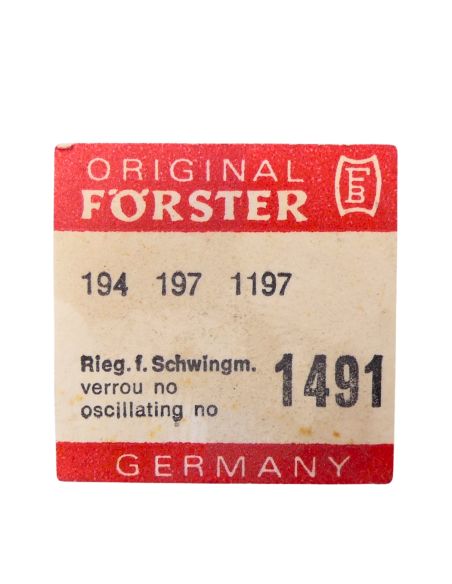 ORIGINAL
FÖRSTER
FB
194 197 1197
Rieg. f. Schwingm.
verrou no
oscillating no
1491
GERMANY